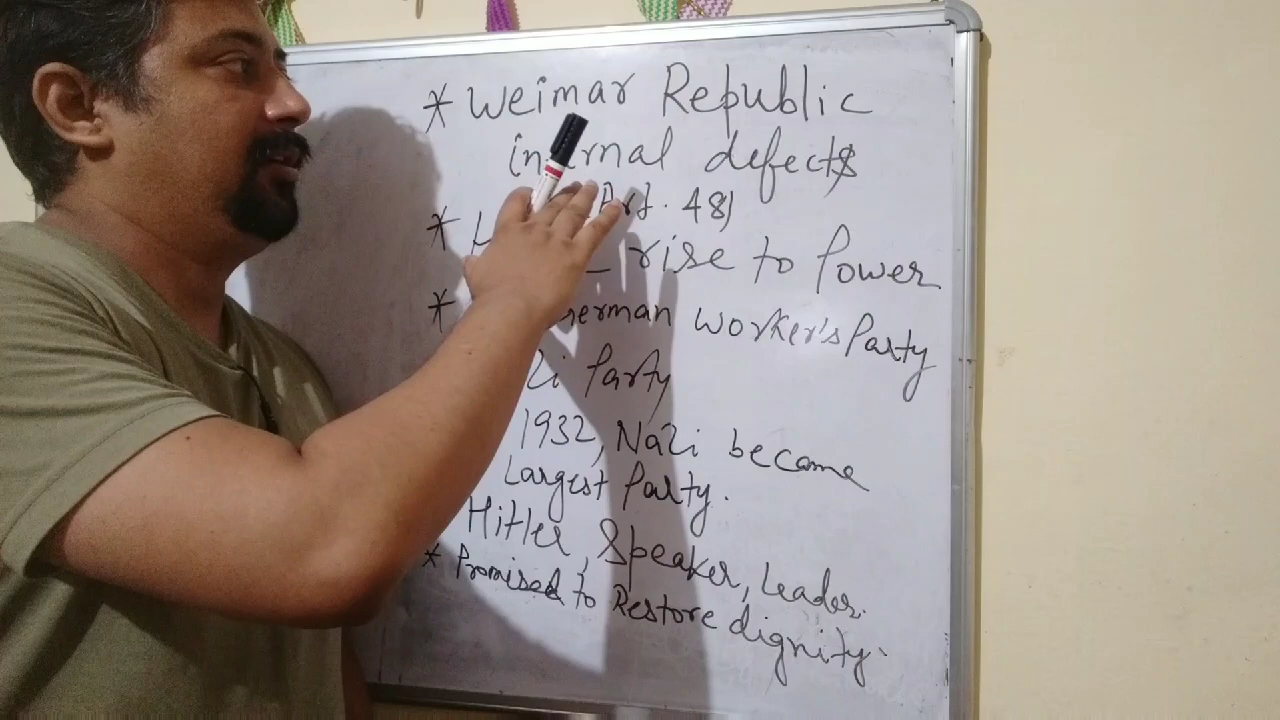 * Weimar Republic
internal defects
(Art. 48)
* rise to Power
* German Worker's Party
Party
1932, Nazi became
Largest Party.
Hitler, Speaker, Leader.
* Promised to Restore dignity.